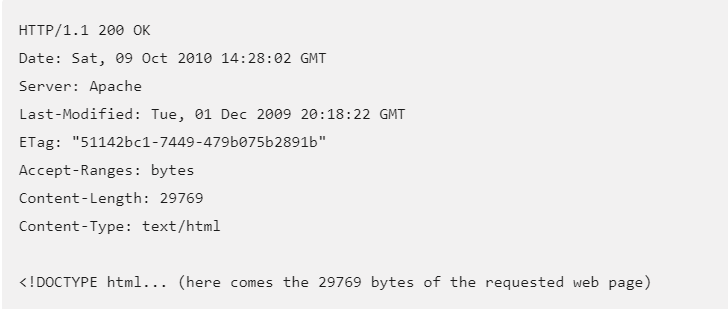 HTTP/1.1 200 OK
Date: Sat, 09 Oct 2010 14:28:02 GMT
Server: Apache
Last-Modified: Tue, 01 Dec 2009 20:18:22 GMT
ETag: "51142bc1-7449-479b075b2891b"
Accept-Ranges: bytes
Content-Length: 29769
Content-Type: text/html

<!DOCTYPE html... (here comes the 29769 bytes of the requested web page)